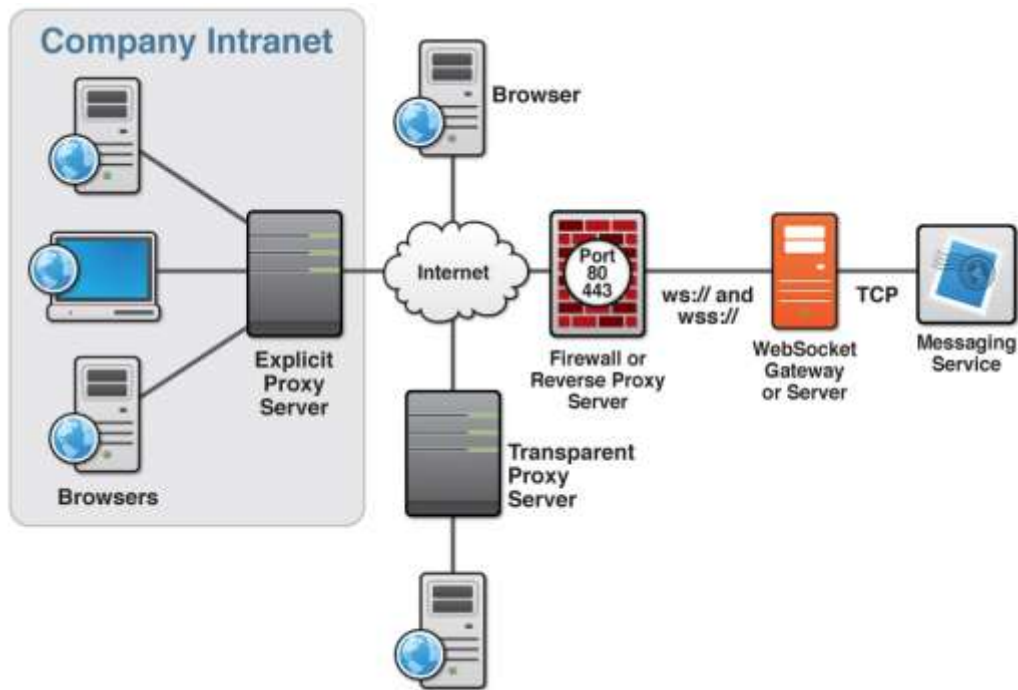 Company Intranet
Browser
Internet
Port
80
443
ws:// and
wss://
TCP
Explicit
Proxy
Server
Firewall or
Reverse Proxy
Server
WebSocket
Gateway
or Server
Messaging
Service
Browsers
Transparent
Proxy
Server